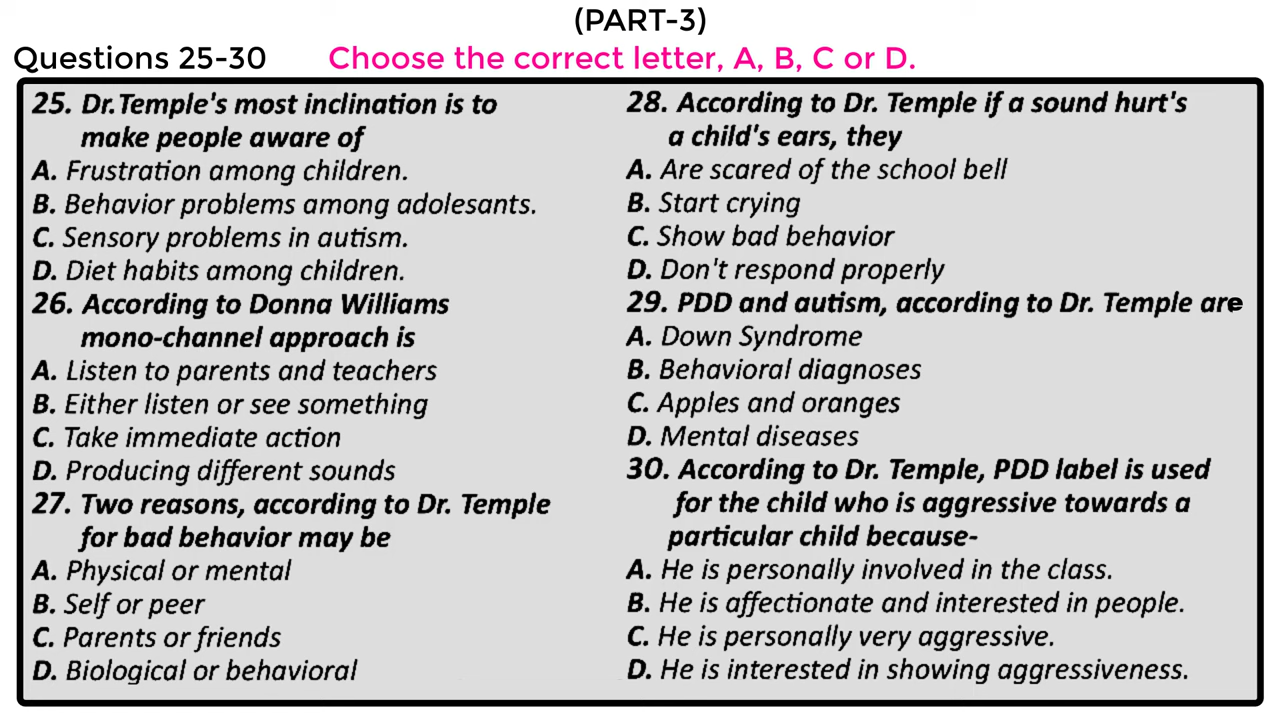 (PART-3)
Questions 25-30 Choose the correct letter, A, B, C or D.
25. Dr.Temple's most inclination is to
make people aware of
A. Frustration among children.
B. Behavior problems among adolesants.
C. Sensory problems in autism.
D. Diet habits among children.
26. According to Donna Williams
mono-channel approach is
A. Listen to parents and teachers
B. Either listen or see something
C. Take immediate action
D. Producing different sounds
27. Two reasons, according to Dr. Temple
for bad behavior may be
A. Physical or mental
B. Self or peer
C. Parents or friends
D. Biological or behavioral
28. According to Dr. Temple if a sound hurt's
a child's ears, they
A. Are scared of the school bell
B. Start crying
C. Show bad behavior
D. Don't respond properly
29. PDD and autism, according to Dr. Temple are
A. Down Syndrome
B. Behavioral diagnoses
C. Apples and oranges
D. Mental diseases
30. According to Dr. Temple, PDD label is used
for the child who is aggressive towards a
particular child because-
A. He is personally involved in the class.
B. He is affectionate and interested in people.
C. He is personally very aggressive.
D. He is interested in showing aggressiveness.